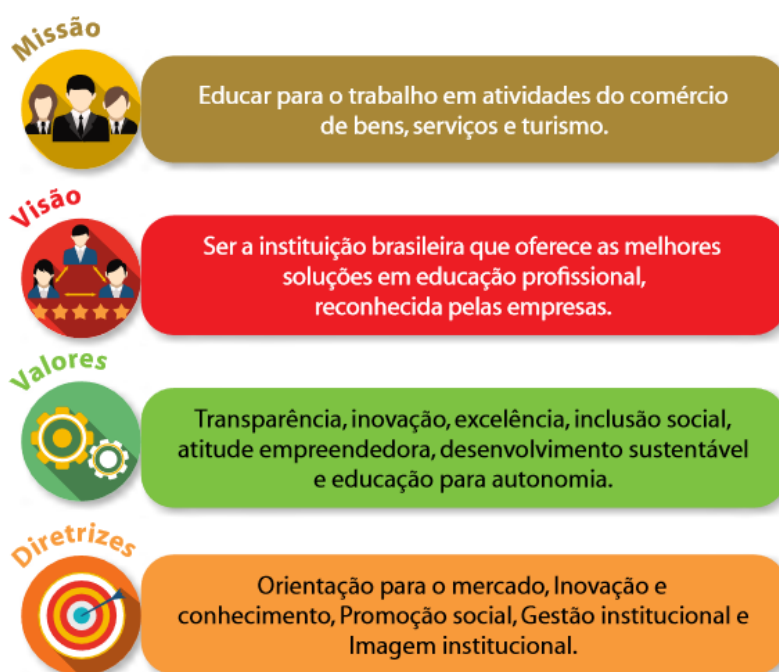 Missão
Educar para o trabalho em atividades do comércio
de bens, serviços e turismo.
Visão
Ser a instituição brasileira que oferece as melhores
soluções em educação profissional,
reconhecida pelas empresas.
Valores
Transparência, inovação, excelência, inclusão social,
atitude empreendedora, desenvolvimento sustentável
e educação para autonomia.
Diretrizes
Orientação para o mercado, Inovação e
conhecimento, Promoção social, Gestão institucional e
Imagem institucional.